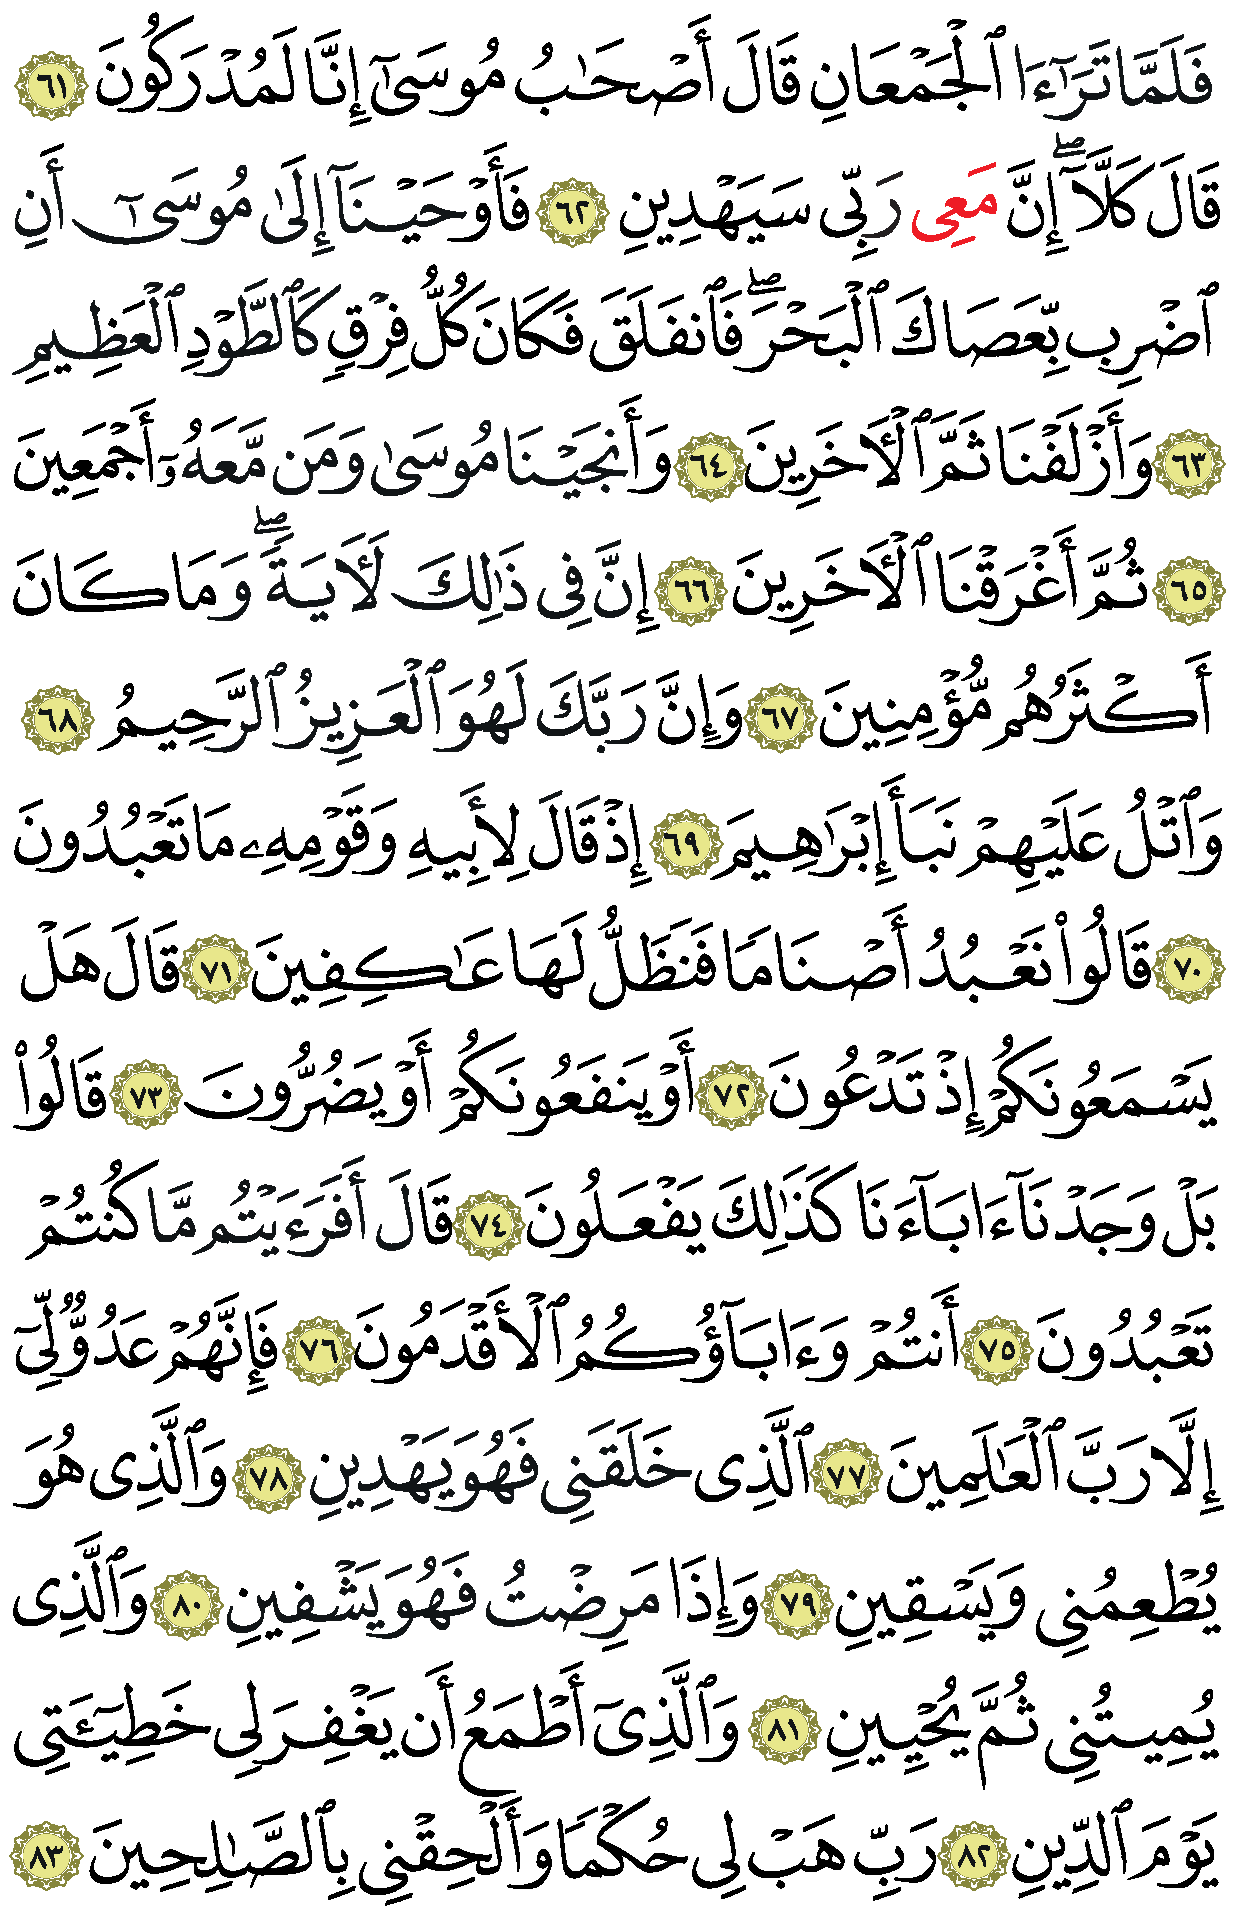 فَلَمَّا تَرَٰٓءَا ٱلْجَمْعَانِ قَالَ أَصْحَٰبُ مُوسَىٰٓ إِنَّا لَمُدْرَكُونَ ٦١
قَالَ كَلَّآ ۖ إِنَّ مَعِى رَبِّى سَيَهْدِينِ ٦٢ فَأَوْحَيْنَآ إِلَىٰ مُوسَىٰٓ أَنِ
ٱضْرِب بِّعَصَاكَ ٱلْبَحْرَ ۖ فَٱنفَلَقَ فَكَانَ كُلُّ فِرْقٍ كَٱلطَّوْدِ ٱلْعَظِيمِ
٦٣ وَأَزْلَفْنَا ثَمَّ ٱلْأَخَرِينَ ٦٤ وَأَنجَيْنَا مُوسَىٰ وَمَن مَّعَهُۥٓ أَجْمَعِينَ
٦٥ ثُمَّ أَغْرَقْنَا ٱلْأَخَرِينَ ٦٦ إِنَّ فِى ذَٰلِكَ لَأَيَةً ۖ وَمَا كَانَ
أَكْثَرُهُم مُّؤْمِنِينَ ٦٧ وَإِنَّ رَبَّكَ لَهُوَ ٱلْعَزِيزُ ٱلرَّحِيمُ ٦٨
وَٱتْلُ عَلَيْهِمْ نَبَأَ إِبْرَٰهِيمَ ٦٩ إِذْ قَالَ لِأَبِيهِ وَقَوْمِهِۦ مَا تَعْبُدُونَ
٧٠ قَالُوا۟ نَعْبُدُ أَصْنَامًا فَنَظَلُّ لَهَا عَٰكِفِينَ ٧١ قَالَ هَلْ
يَسْمَعُونَكُمْ إِذْ تَدْعُونَ ٧٢ أَوْ يَنفَعُونَكُمْ أَوْ يَضُرُّونَ ٧٣ قَالُوا۟
بَلْ وَجَدْنَآ ءَابَآءَنَا كَذَٰلِكَ يَفْعَلُونَ ٧٤ قَالَ أَفَرَءَيْتُم مَّا كُنتُمْ
تَعْبُدُونَ ٧٥ أَنتُمْ وَءَابَآؤُكُمُ ٱلْأَقْدَمُونَ ٧٦ فَإِنَّهُمْ عَدُوٌّ لِّىٓ
إِلَّا رَبَّ ٱلْعَٰلَمِينَ ٧٧ ٱلَّذِى خَلَقَنِى فَهُوَ يَهْدِينِ ٧٨ وَٱلَّذِى هُوَ
يُطْعِمُنِى وَيَسْقِينِ ٧٩ وَإِذَا مَرِضْتُ فَهُوَ يَشْفِينِ ٨٠ وَٱلَّذِى
يُمِيتُنِى ثُمَّ يُحْيِينِ ٨١ وَٱلَّذِىٓ أَطْمَعُ أَن يَغْفِرَ لِى خَطِيٓـَٔتِى
يَوْمَ ٱلدِّينِ ٨٢ رَبِّ هَبْ لِى حُكْمًا وَأَلْحِقْنِى بِٱلصَّٰلِحِينَ ٨٣